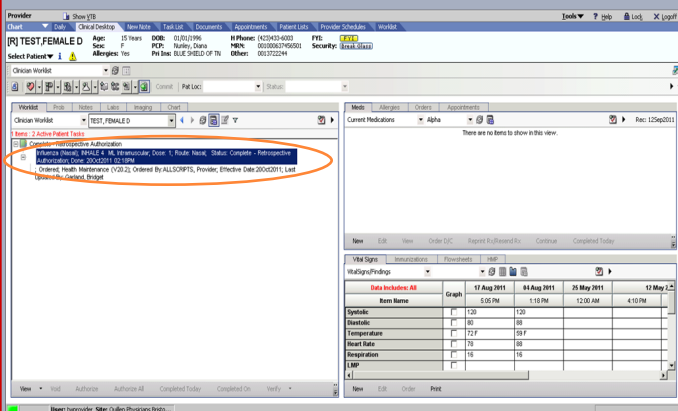 Provider Show VTB Tools ? Help Lock Logoff
Chart Daily Clinical Desktop New Note Task List Documents Appointments Patient Lists Provider Schedules Worklist
[R] TEST,FEMALE D Age: 15 Years DOB: 01/01/1996 H Phone: (423)433-6003 FYI: FYI
Sex: F PCP: Nunley, Diana MRN: 001000637456501 Security: Break Glass
Select Patient Allergies: Yes Pri Ins: BLUE SHIELD OF TN Other: 0013722244
Clinician Worklist
Commit Pat Loc: Status:
Worklist Prob Notes Labs Imaging Chart
Clinician Worklist TEST, FEMALE D
Items : 2 Active Patient Tasks
Complete - Retrospective Authorization
Influenza (Nasal); INHALE 4 ML Intramuscular; Dose: 1; Route: Nasal; Status: Complete - Retrospective
Authorization; Done: 20Oct2011 02:18PM
; Ordered; Health Maintenance (V20.2); Ordered By:ALLSCRIPTS, Provider; Effective Date:20Oct2011; Last
Updated By: Garland, Bridget
View Void Authorize Authorize All Completed Today Completed On Verify
Meds Allergies Orders Appointments
Current Medications Alpha Rec: 12Sep2011
There are no items to show in this view.
New Edit View Order D/C Reprint Rx/Resend Rx Continue Completed Today
Vital Signs Immunizations Flowsheets HMP
VitalSigns/Findings
Data Includes: All Graph 17 Aug 2011 04 Aug 2011 25 May 2011 12 May 2
Item Name 5:05 PM 1:18 PM 12:00 AM 4:10 PM
Systolic 120 120
Diastolic 80 88
Temperature 72 F 59 F
Heart Rate 78 88
Respiration 16 16
LMP
New Edit Order Print